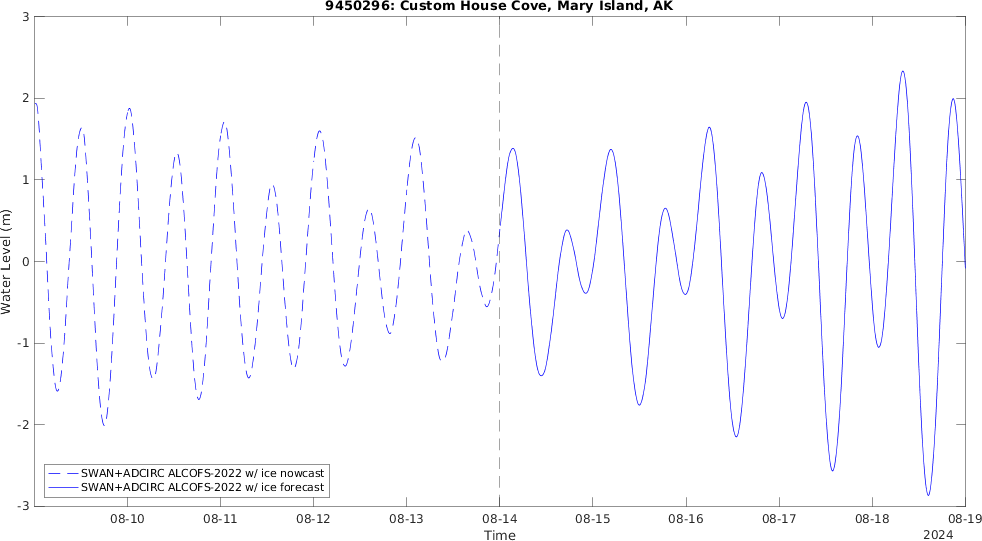 9450296: Custom House Cove, Mary Island, AK
3
2
1
0
-1
-2
-3
Water Level (m)
SWAN+ADCIRC ALCOFS-2022 w/ ice nowcast
SWAN+ADCIRC ALCOFS-2022 w/ ice forecast
08-10 08-11 08-12 08-13 08-14 08-15 08-16 08-17 08-18 08-19
Time
2024